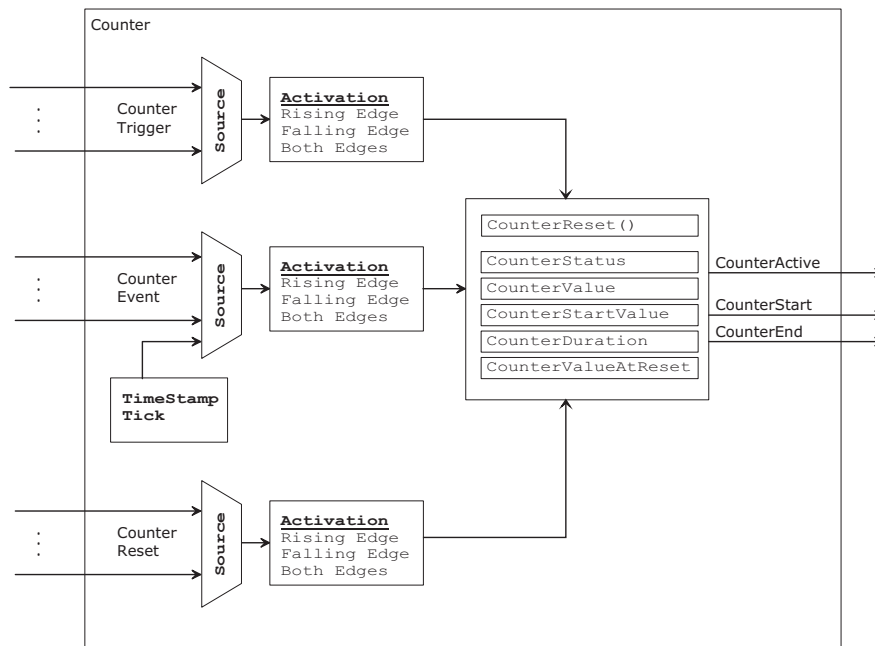 Counter
Counter
Trigger
Source
Activation
Rising Edge
Falling Edge
Both Edges
CounterReset()
CounterStatus
CounterValue
CounterStartValue
CounterDuration
CounterValueAtReset
CounterActive
CounterStart
CounterEnd
Counter
Event
Source
Activation
Rising Edge
Falling Edge
Both Edges
TimeStamp
Tick
Counter
Reset
Source
Activation
Rising Edge
Falling Edge
Both Edges